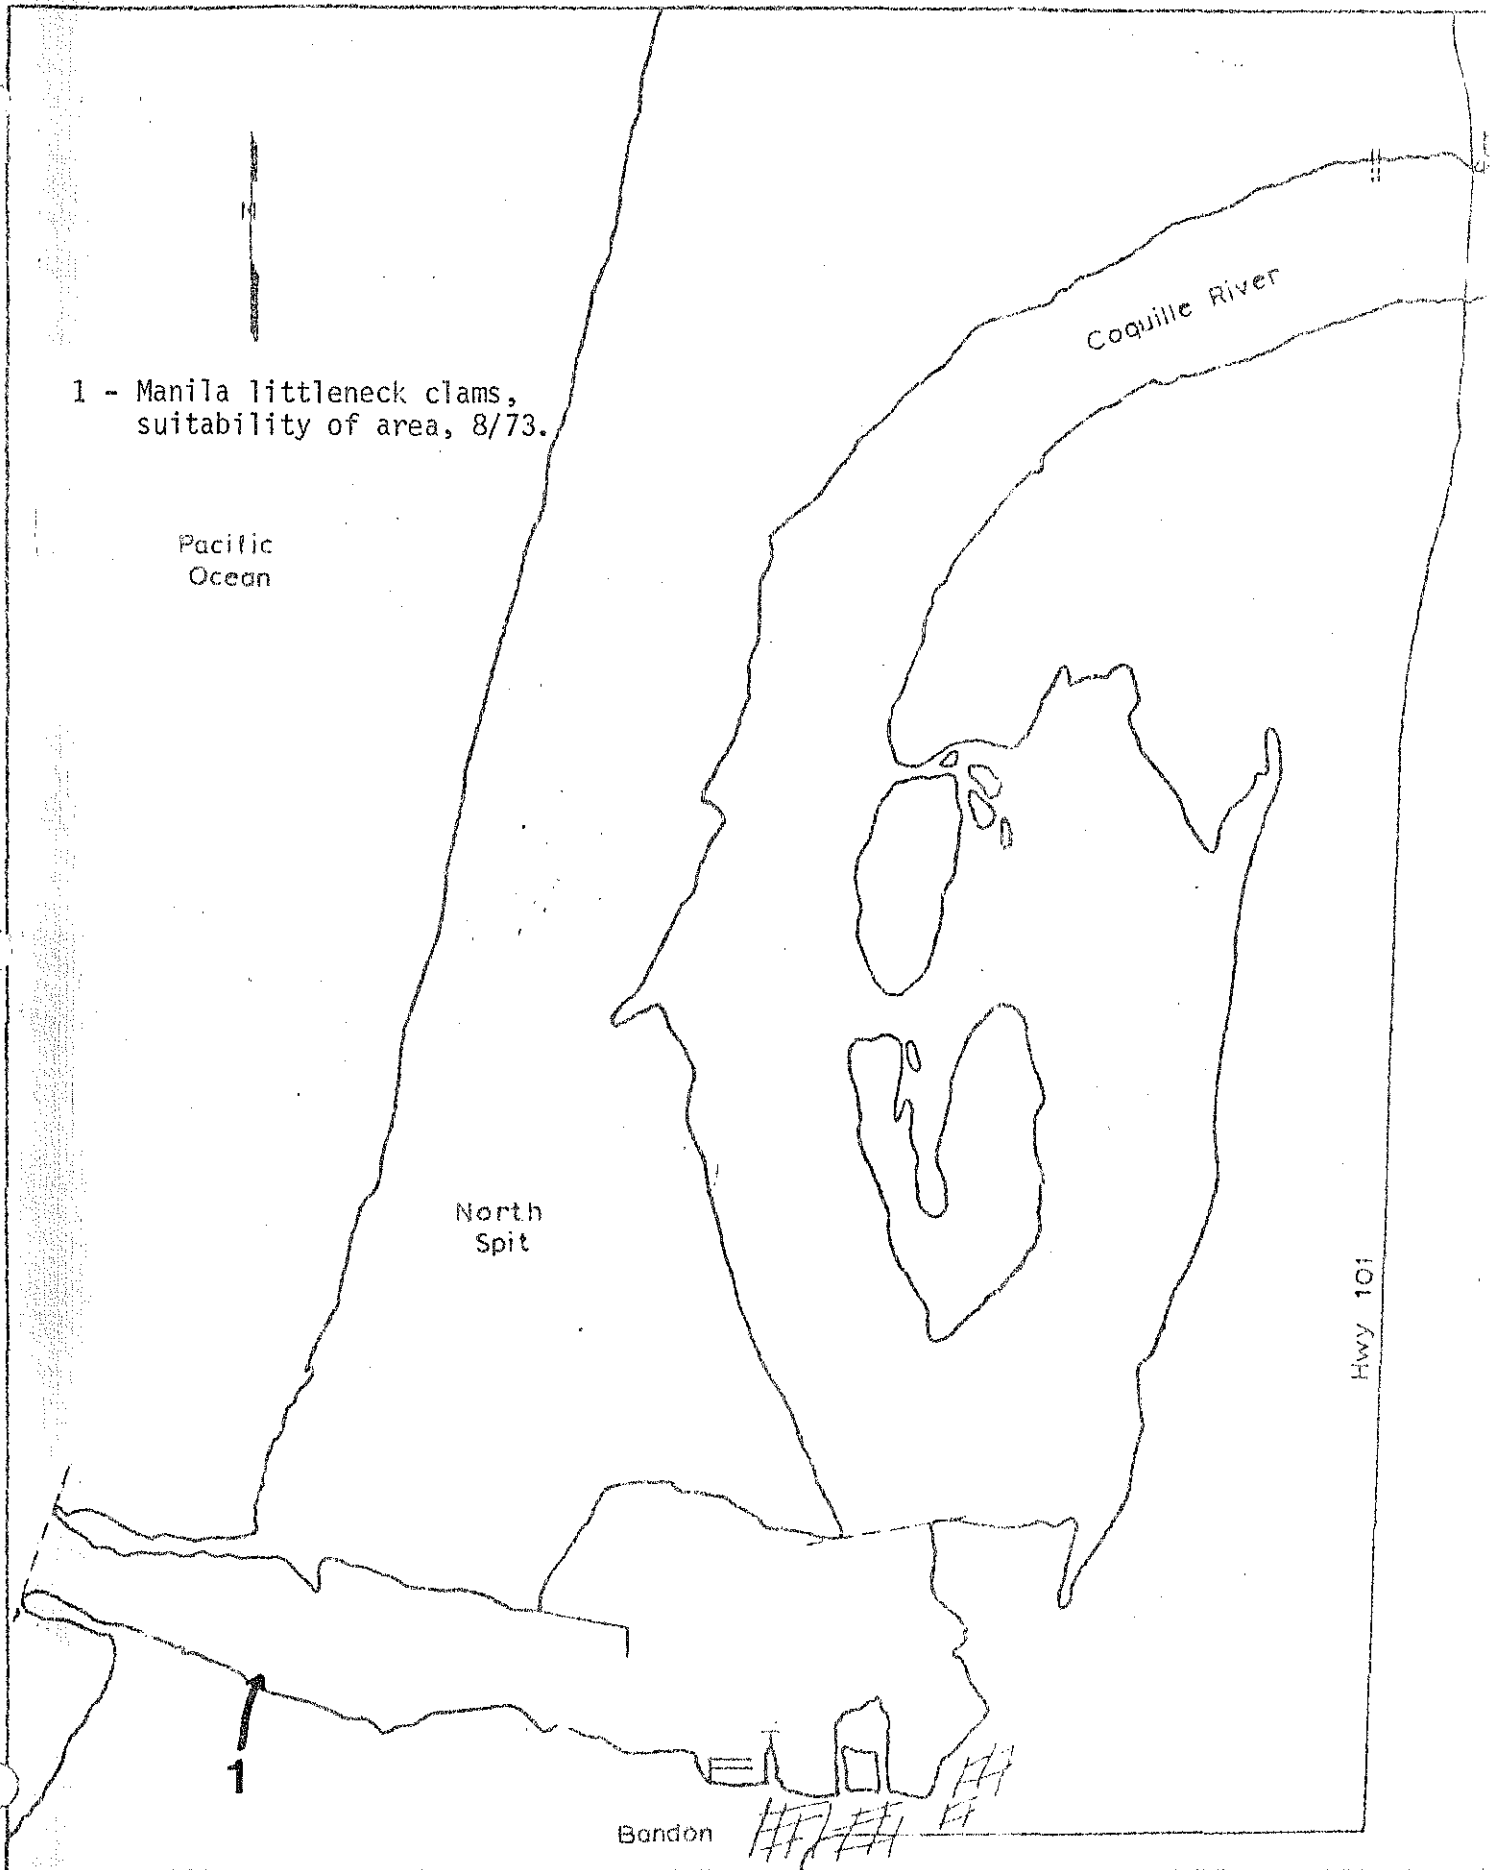 Coquille River
1 - Manila littleneck clams,
suitability of area, 8/73.
Pacific
Ocean
North
Spit
Hwy 101
1
Bandon